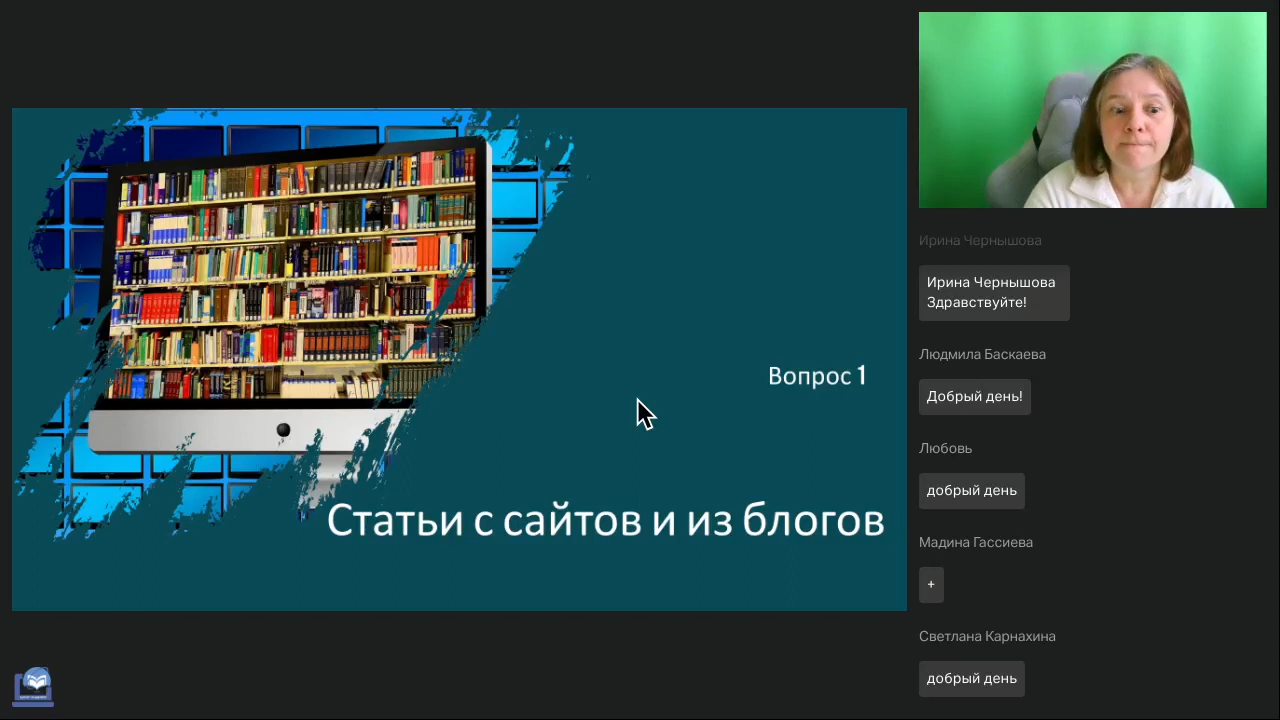 Вопрос 1
Статьи с сайтов и из блогов
Ирина Чернышова
Ирина Чернышова
Здравствуйте!
Людмила Баскаева
Добрый день!
Любовь
добрый день
Мадина Гассиева
+
Светлана Карнахина
добрый день